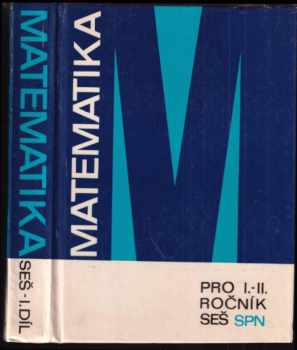 MATEMATIKA
SEŠ - I. DÍL
MATEMATIKA
M
PRO I.-II.
ROČNÍK
SEŠ SPN